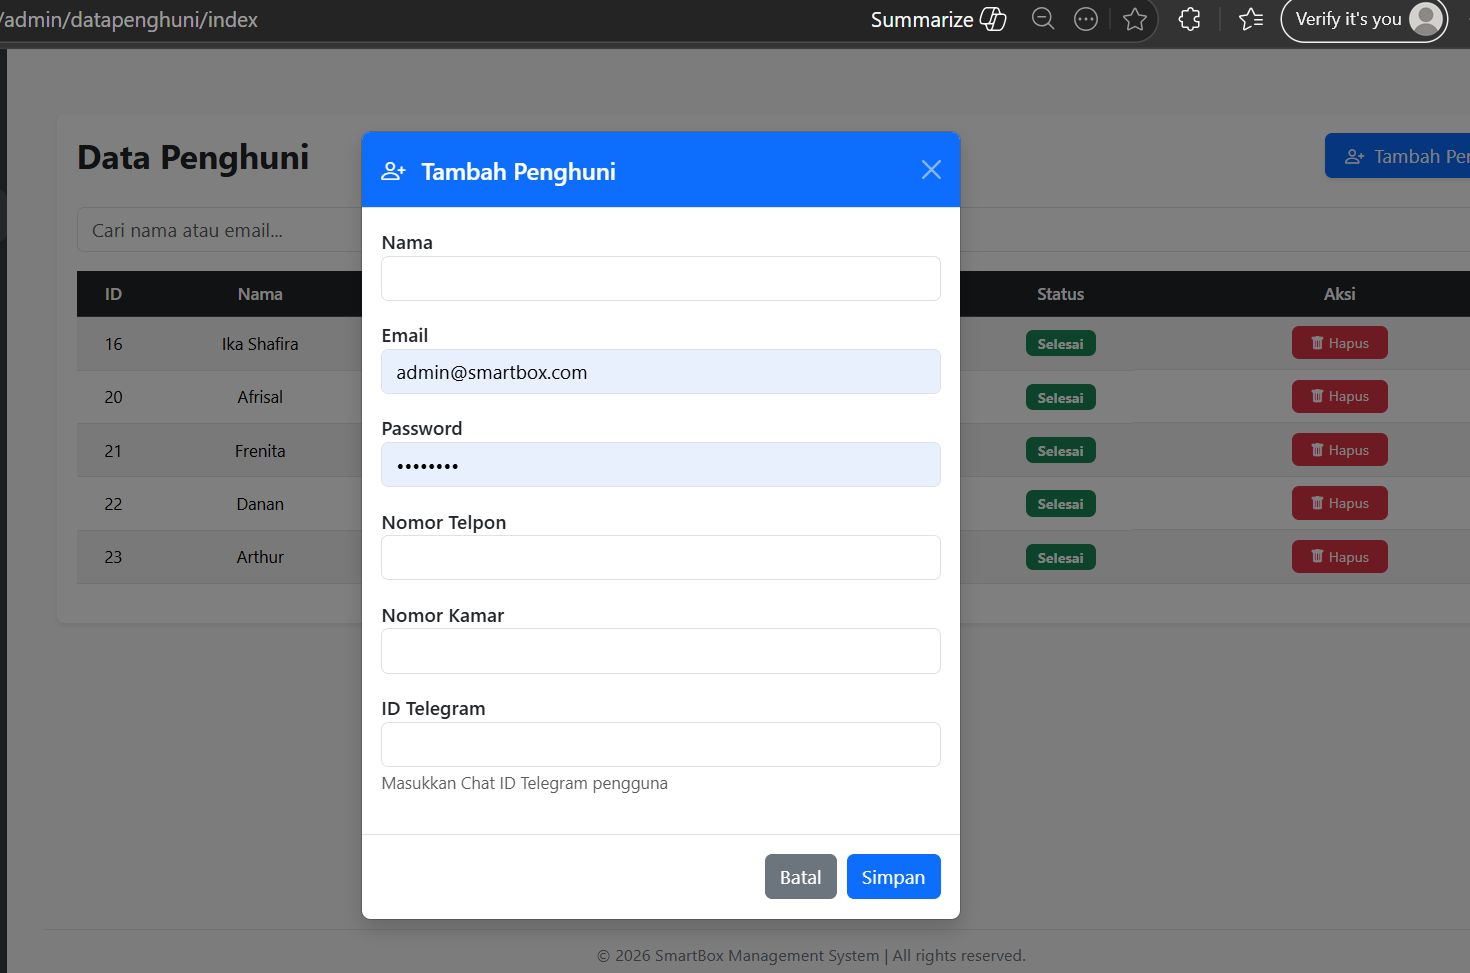 /admin/datapenghuni/index
Summarize
Verify it's you
Data Penghuni
Tambah Per
Cari nama atau email...
Tambah Penghuni
Nama
Email
admin@smartbox.com
Password
••••••••
Nomor Telpon
Nomor Kamar
ID Telegram
Masukkan Chat ID Telegram pengguna
Batal Simpan
ID Nama Status Aksi
16 Ika Shafira Selesai Hapus
20 Afrisal Selesai Hapus
21 Frenita Selesai Hapus
22 Danan Selesai Hapus
23 Arthur Selesai Hapus
© 2026 SmartBox Management System | All rights reserved.